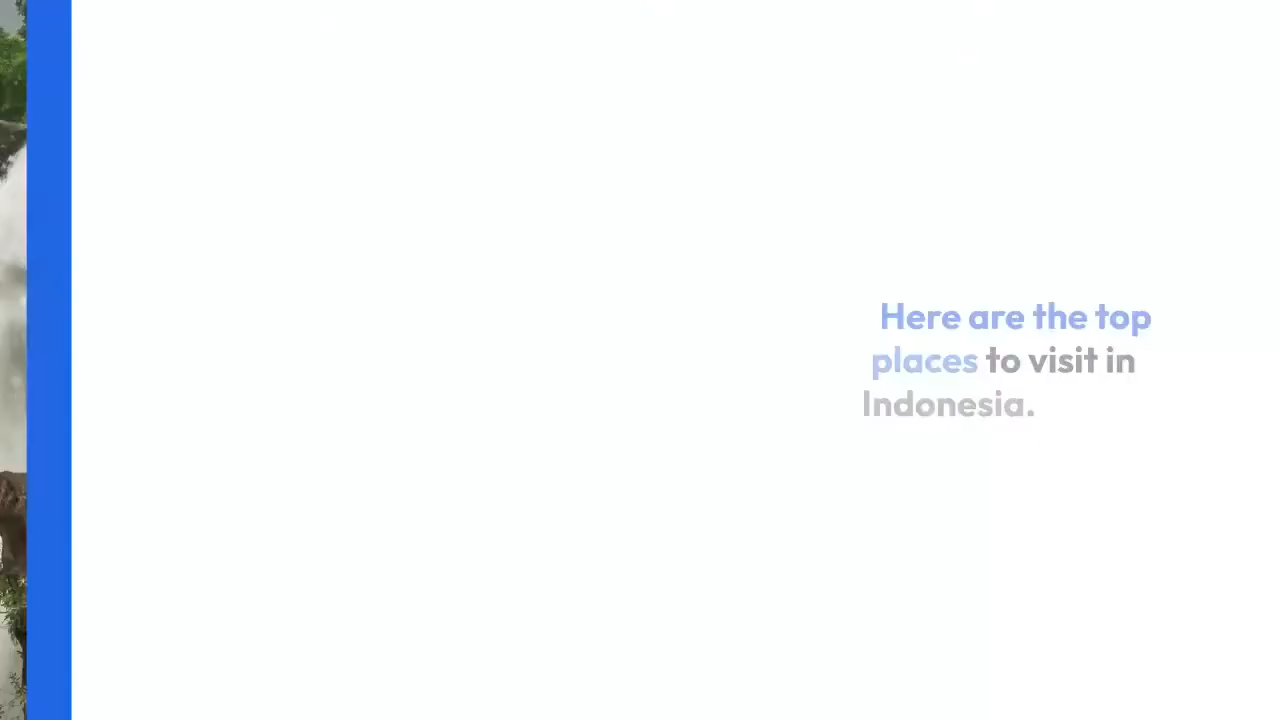 Here are the top
places to visit in
Indonesia.